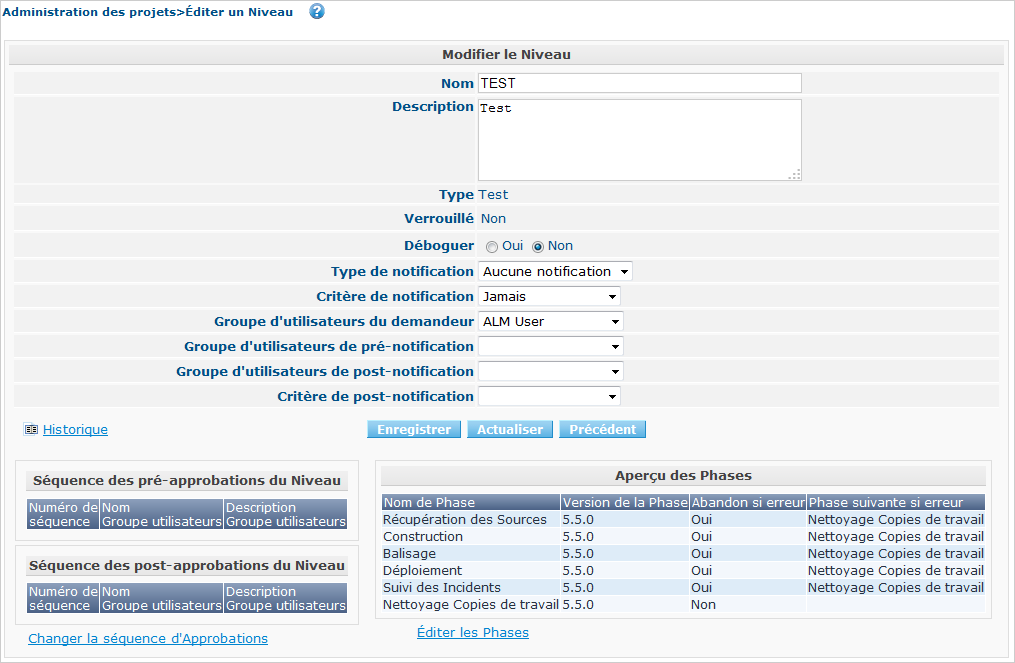 Administration des projets>Éditer un Niveau ?
Modifier le Niveau
Nom TEST
Description Test
Type Test
Verrouillé Non
Déboguer Oui Non
Type de notification Aucune notification
Critère de notification Jamais
Groupe d'utilisateurs du demandeur ALM User
Groupe d'utilisateurs de pré-notification
Groupe d'utilisateurs de post-notification
Critère de post-notification
Historique Enregistrer Actualiser Précédent
Séquence des pré-approbations du Niveau
Numéro de séquence Nom Groupe utilisateurs Description Groupe utilisateurs
Séquence des post-approbations du Niveau
Numéro de séquence Nom Groupe utilisateurs Description Groupe utilisateurs
Changer la séquence d'Approbations
Aperçu des Phases
Nom de Phase Version de la Phase Abandon si erreur Phase suivante si erreur
Récupération des Sources 5.5.0 Oui Nettoyage Copies de travail
Construction 5.5.0 Oui Nettoyage Copies de travail
Balisage 5.5.0 Oui Nettoyage Copies de travail
Déploiement 5.5.0 Oui Nettoyage Copies de travail
Suivi des Incidents 5.5.0 Oui Nettoyage Copies de travail
Nettoyage Copies de travail 5.5.0 Non
Éditer les Phases